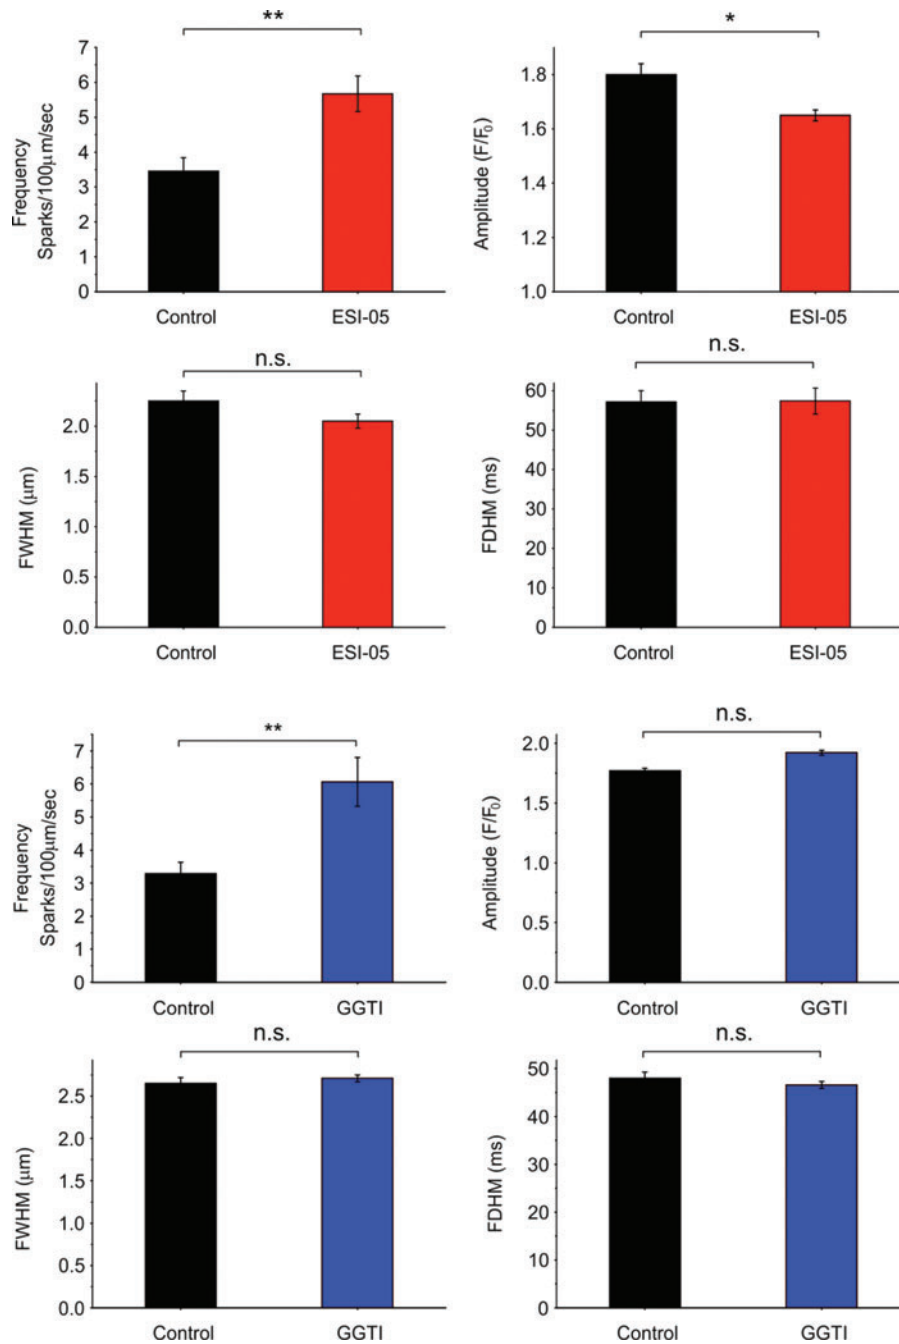 **
Frequency
Sparks/100μm/sec
7
6
5
4
3
2
1
0
Control
ESI-05
*
Amplitude (F/F0)
1.8
1.6
1.4
1.2
1.0
Control
ESI-05
n.s.
FWHM (μm)
2.0
1.5
1.0
0.5
0.0
Control
ESI-05
n.s.
FDHM (ms)
60
50
40
30
20
10
0
Control
ESI-05
**
Frequency
Sparks/100μm/sec
7
6
5
4
3
2
1
0
Control
GGTI
n.s.
Amplitude (F/F0)
2.0
1.5
1.0
0.5
0.0
Control
GGTI
n.s.
FWHM (μm)
2.5
2.0
1.5
1.0
0.5
0.0
Control
GGTI
n.s.
FDHM (ms)
50
40
30
20
10
0
Control
GGTI